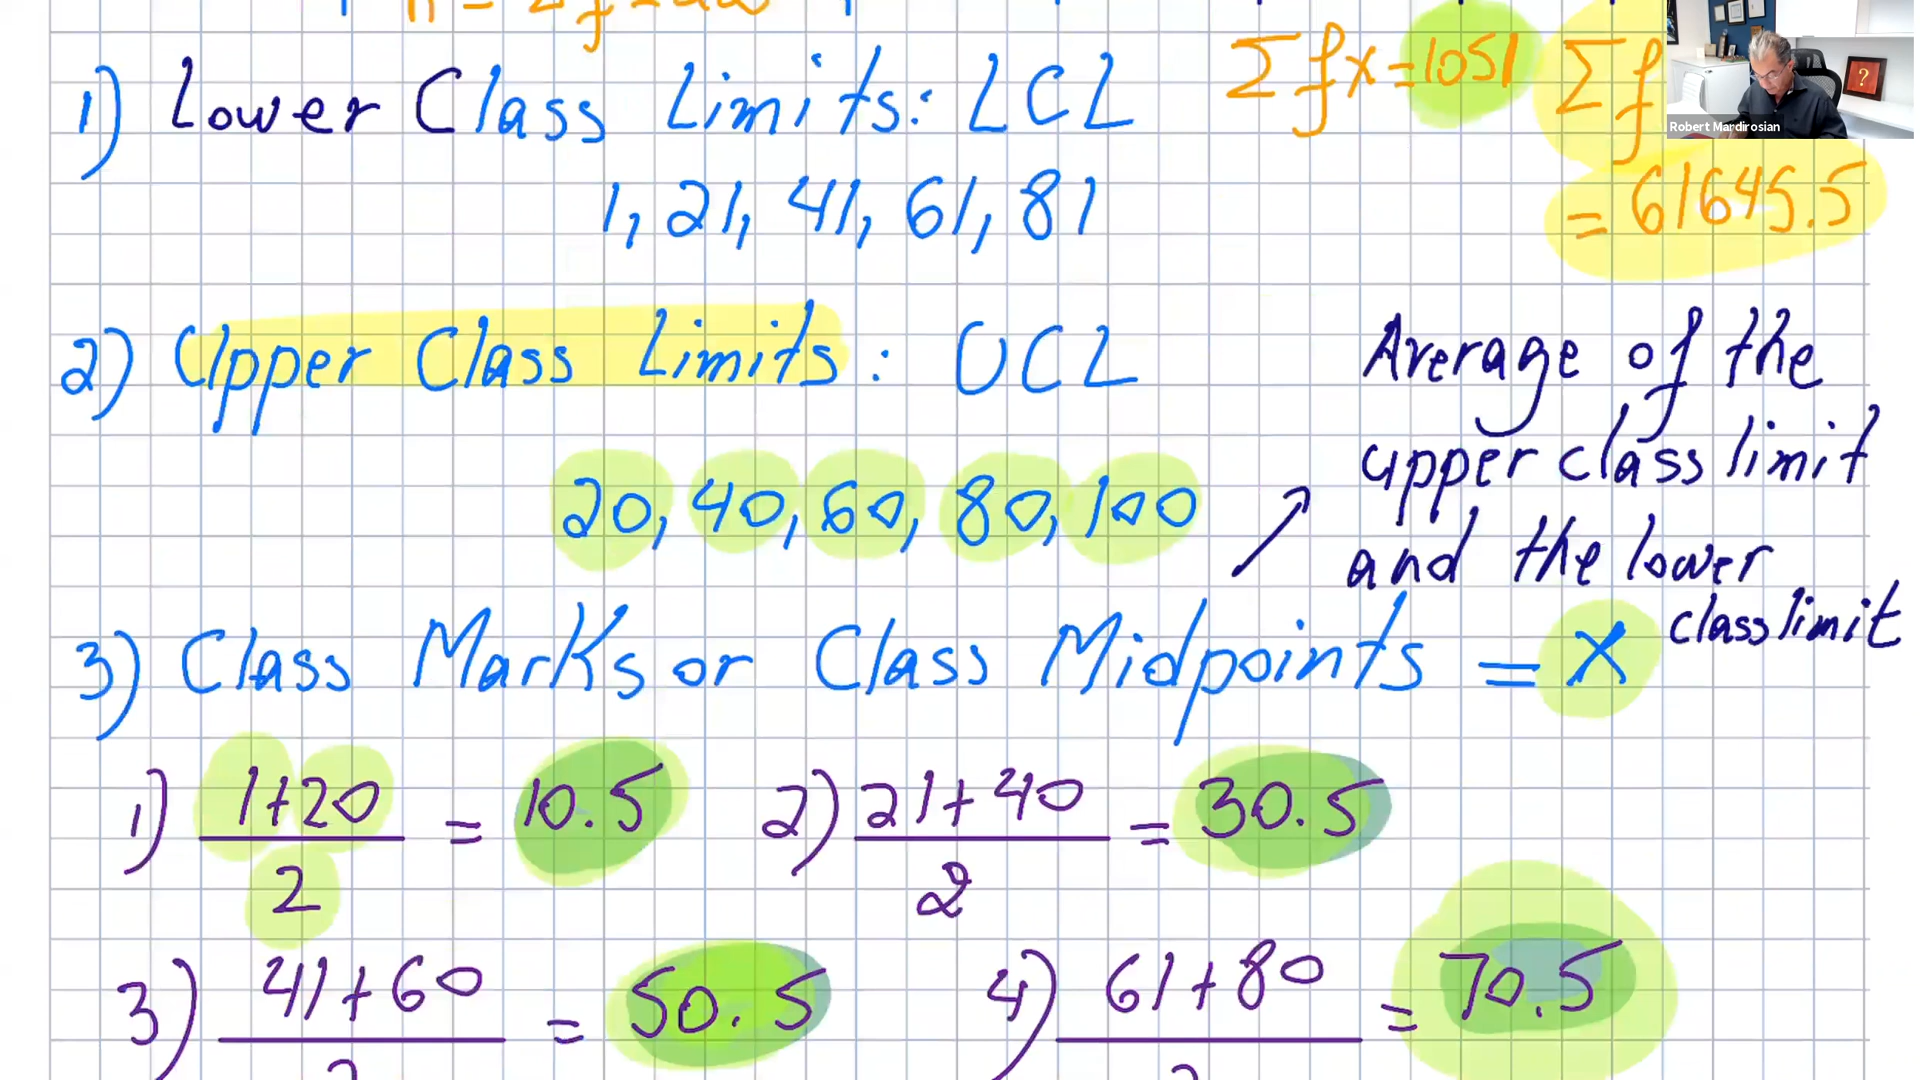 n = Σf =
1) Lower Class Limits: LCL
Σfx = 1051
Σf
= 61645.5
1, 21, 41, 61, 81
2) Upper Class Limits: UCL
20, 40, 60, 80, 100
Average of the
upper class limit
and the lower
class limit
3) Class Marks or Class Midpoints = X
1) 1+20 = 10.5 2) 21+40 = 30.5
2 2
3) 41+60 = 50.5 4) 61+80 = 70.5
Robert Mardirosian
?